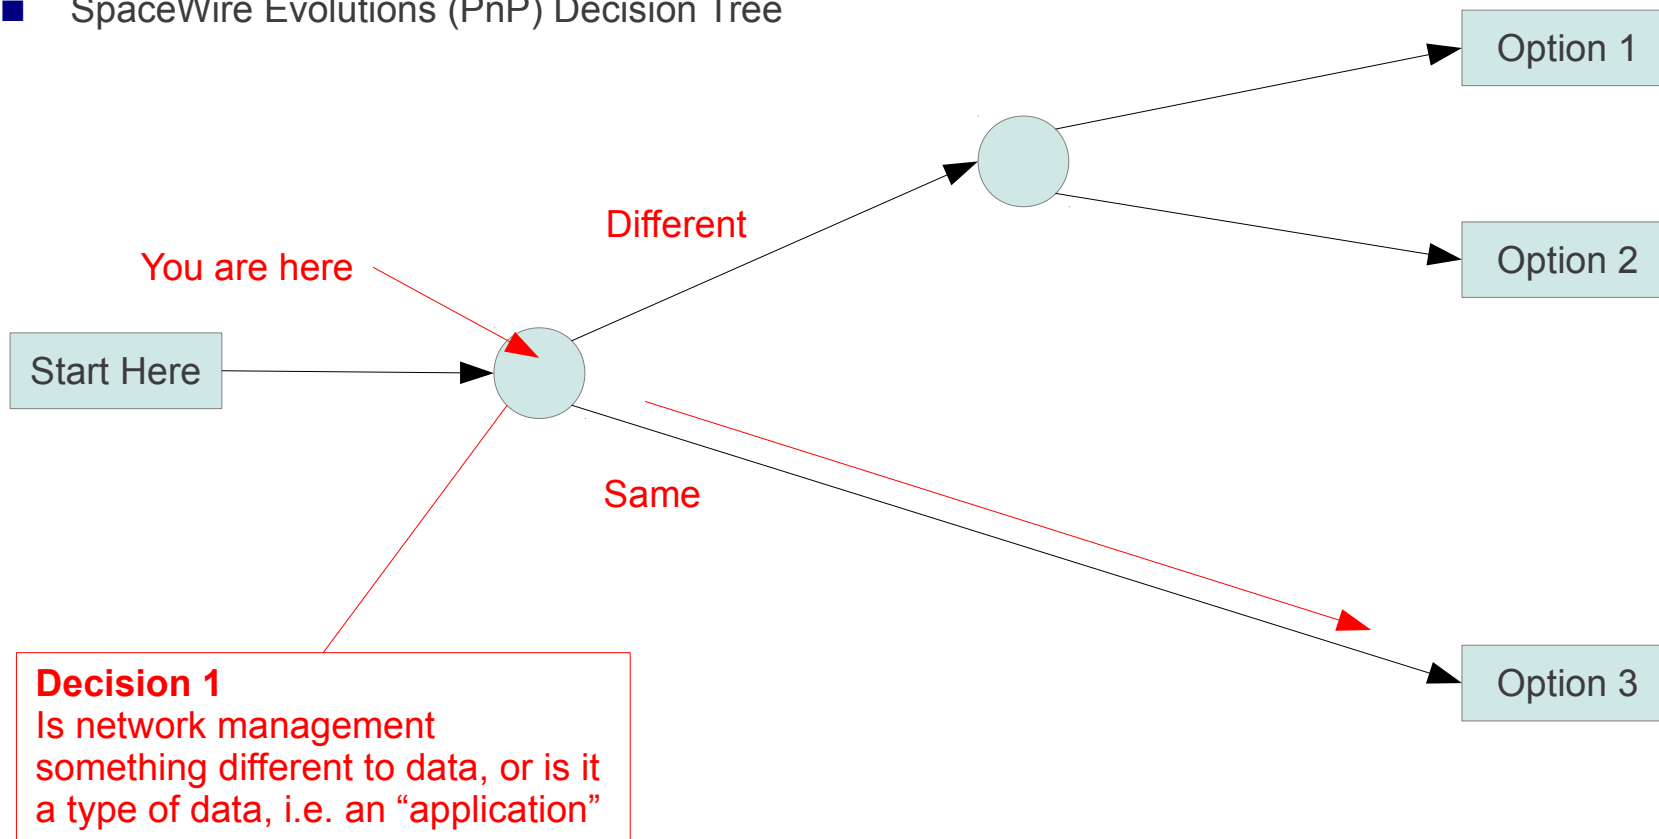 SpaceWire Evolutions (PnP) Decision Tree
Option 1
Different
Option 2
You are here
Start Here
Same
Option 3
Decision 1
Is network management
something different to data, or is it
a type of data, i.e. an “application”